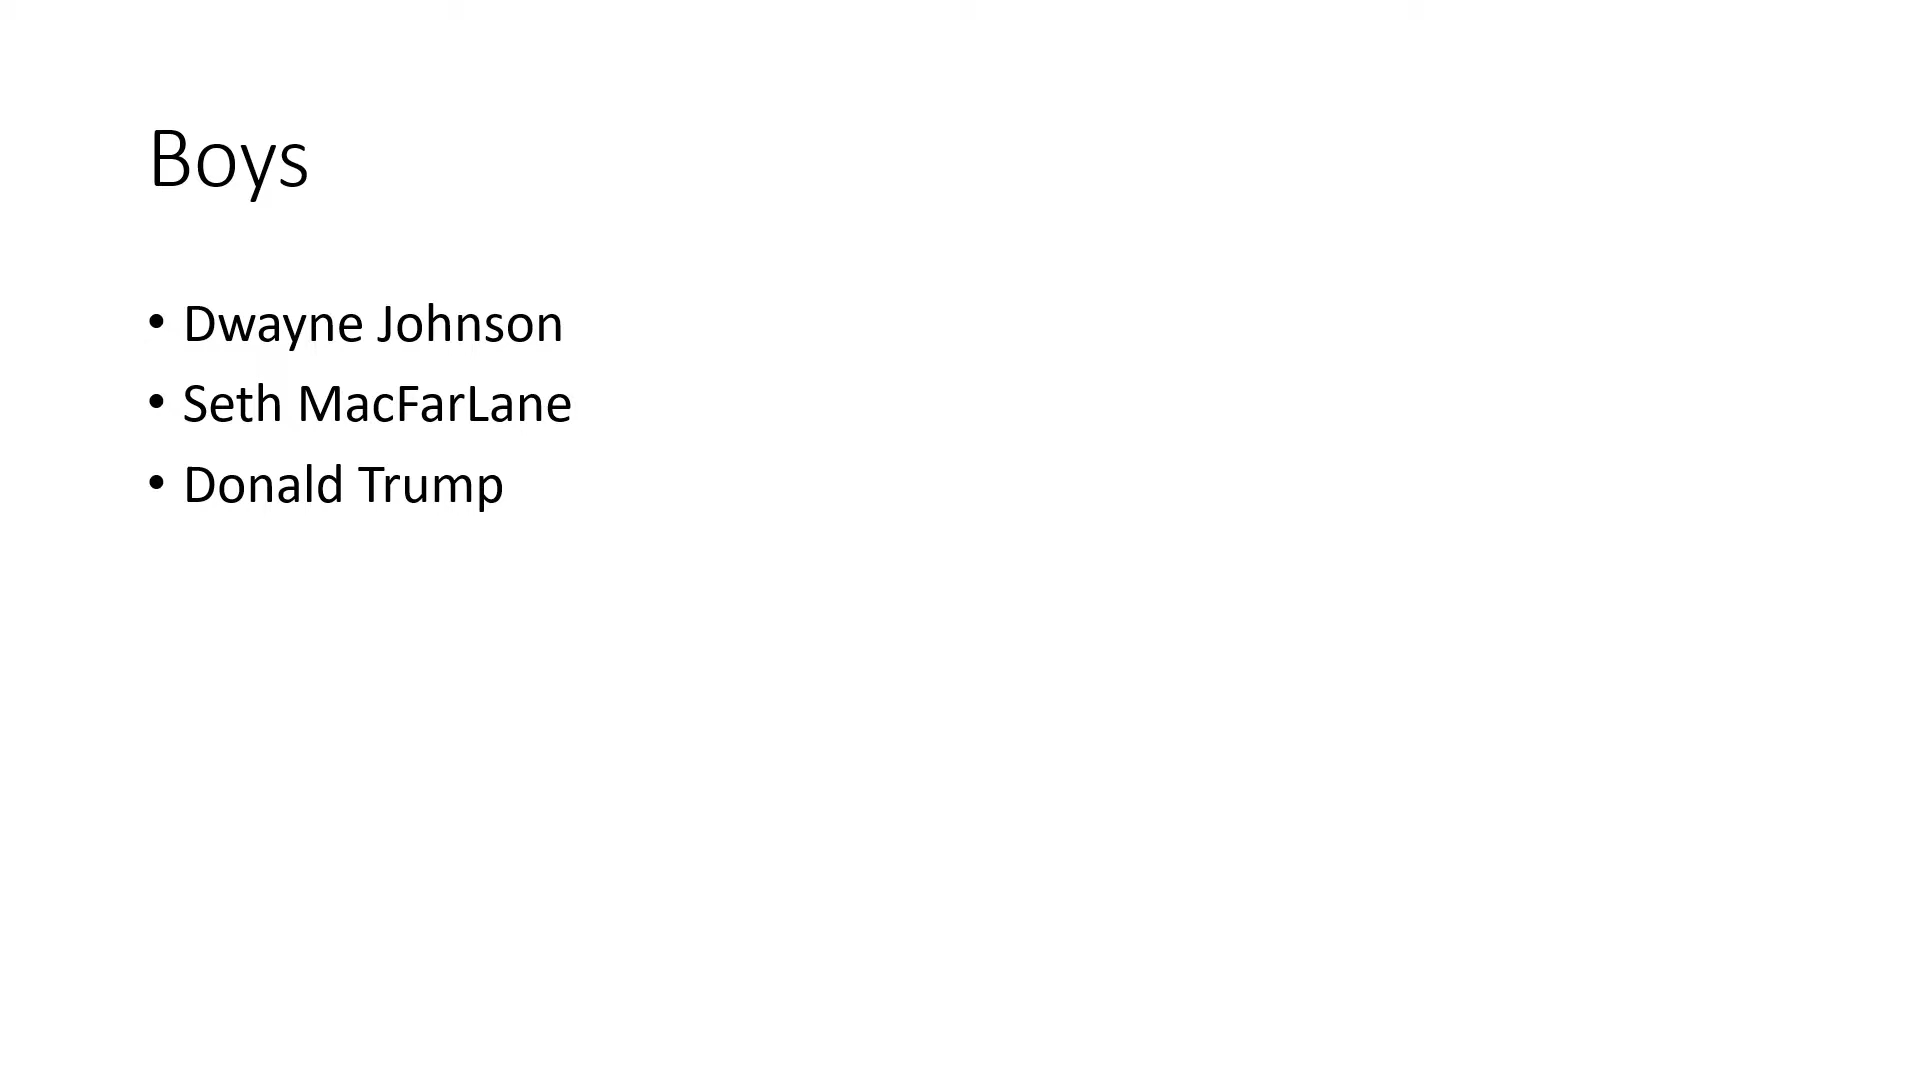 Boys
• Dwayne Johnson
• Seth MacFarLane
• Donald Trump